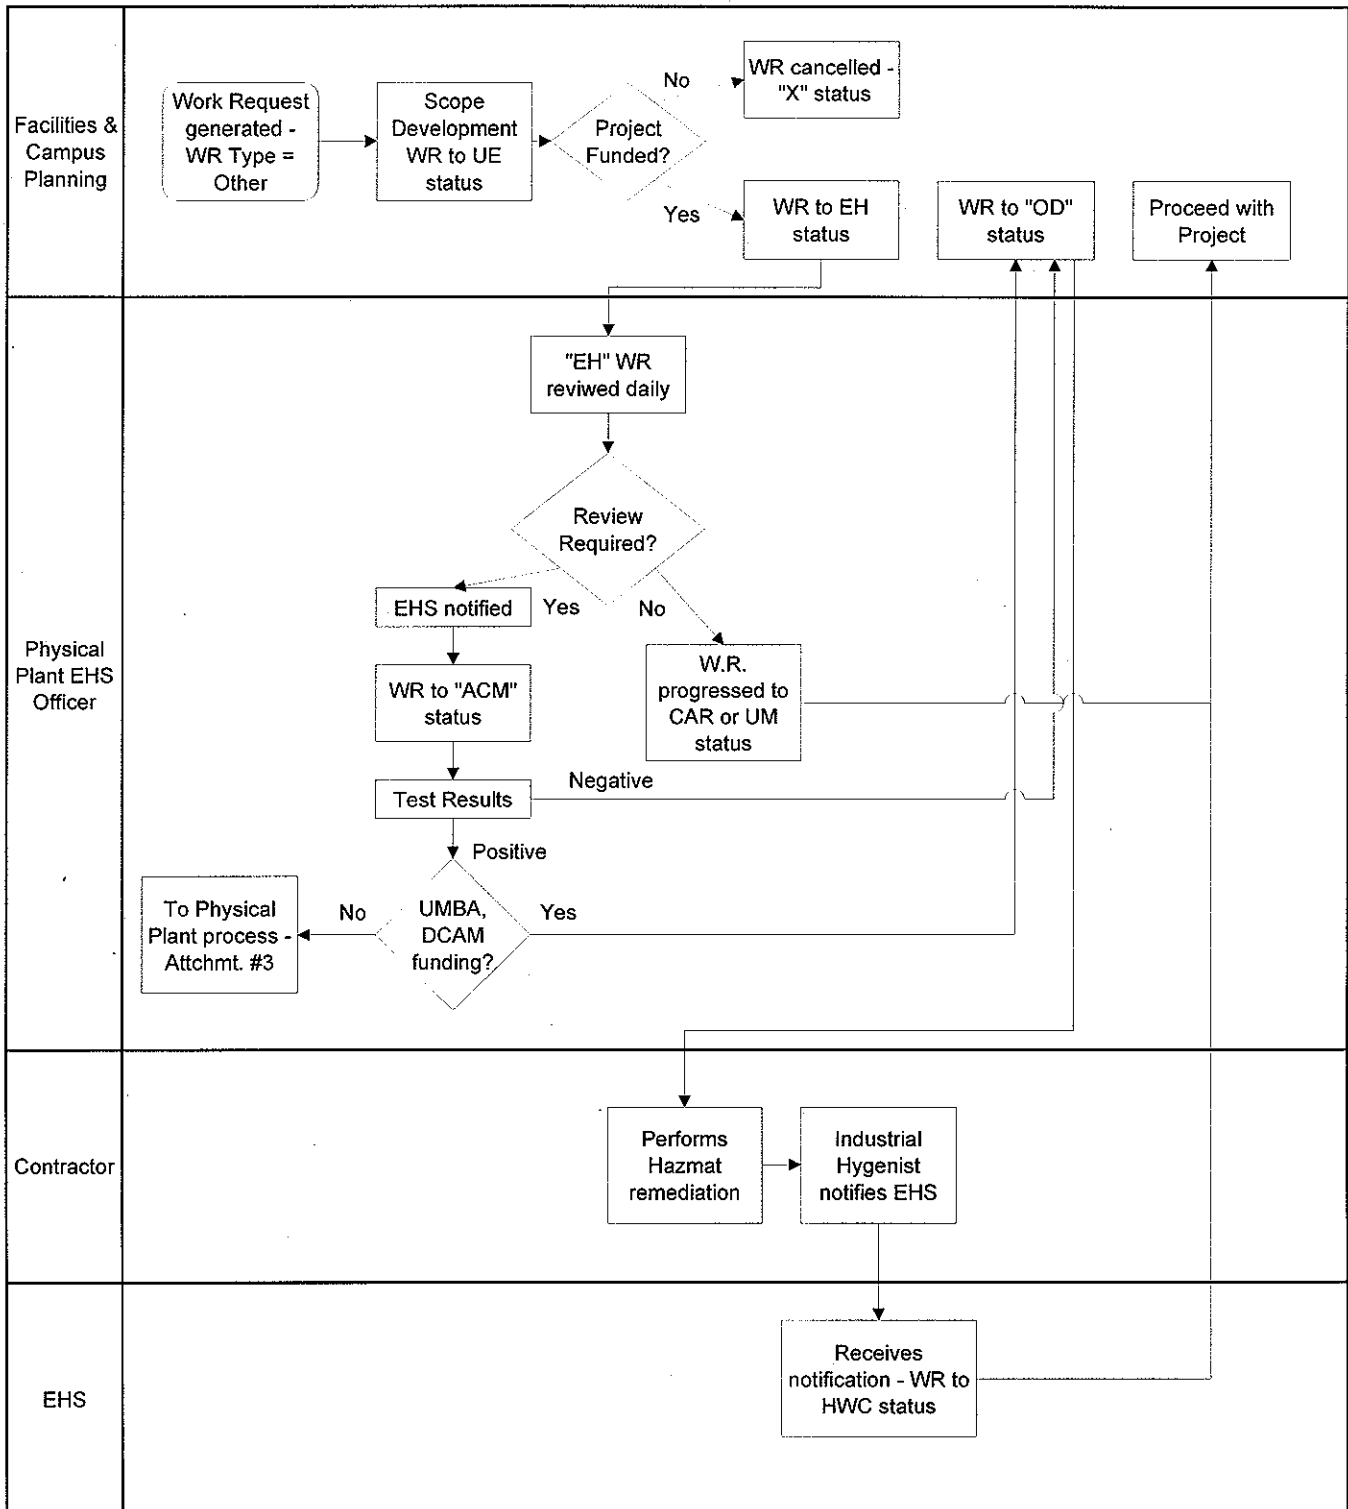 Facilities &
Campus
Planning
Work Request
generated -
WR Type =
Other
Scope
Development
WR to UE
status
Project
Funded?
No
WR cancelled -
"X" status
Yes
WR to EH
status
WR to "OD"
status
Proceed with
Project
Physical
Plant EHS
Officer
"EH" WR
reviwed daily
Review
Required?
EHS notified
Yes
No
WR to "ACM"
status
W.R.
progressed to
CAR or UM
status
Test Results
Negative
Positive
To Physical
Plant process -
Attchmt. #3
No
UMBA,
DCAM
funding?
Yes
Contractor
Performs
Hazmat
remediation
Industrial
Hygenist
notifies EHS
EHS
Receives
notification - WR to
HWC status